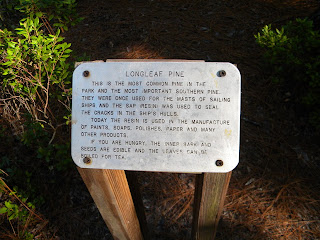 LONGLEAF PINE
THIS IS THE MOST COMMON PINE IN THE
PARK AND THE MOST IMPORTANT SOUTHERN PINE.
THEY WERE ONCE USED FOR THE MASTS OF SAILING
SHIPS AND THE SAP (RESIN) WAS USED TO SEAL
THE CRACKS IN THE SHIP'S HULLS.
TODAY THE RESIN IS USED IN THE MANUFACTURE
OF PAINTS, SOAPS, POLISHES, PAPER AND MANY
OTHER PRODUCTS.
IF YOU ARE HUNGRY, THE INNER BARK AND
SEEDS ARE EDIBLE AND THE LEAVES CAN BE
BOILED FOR TEA.